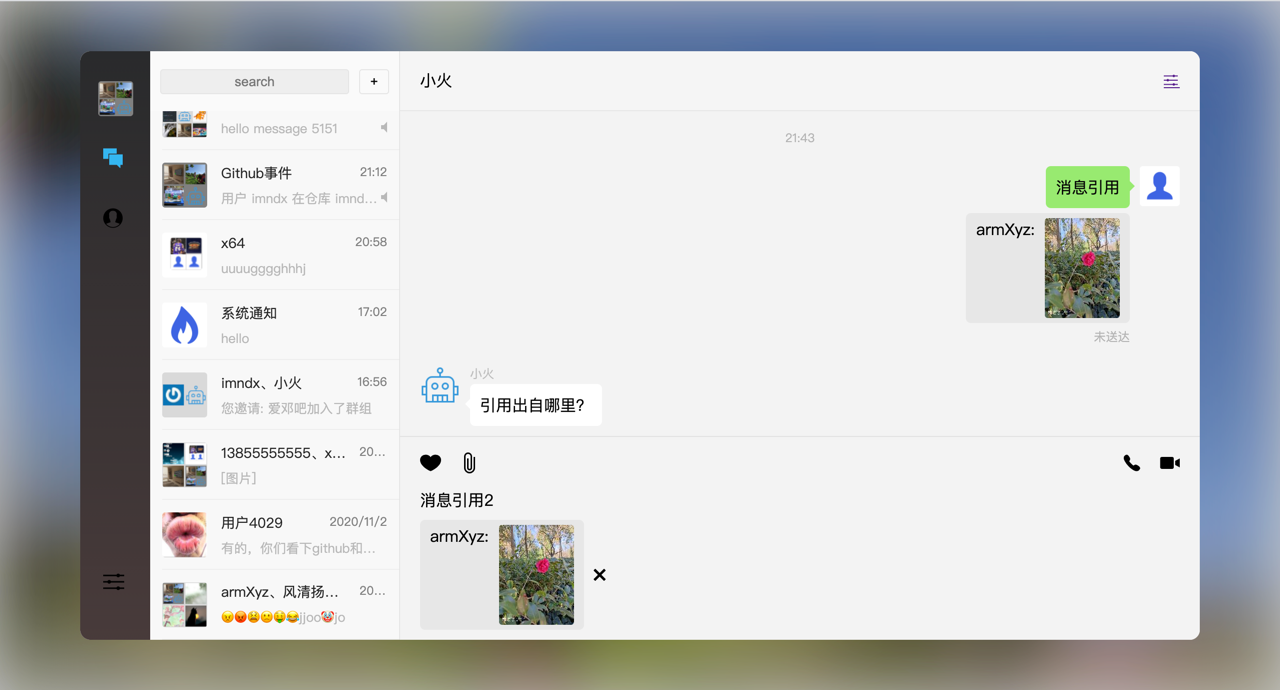 search
+
hello message 5151
Github事件
21:12
用户 imndx 在仓库 imnd...
x64
20:58
uuuugggghhhj
系统通知
17:02
hello
imndx、小火
16:56
您邀请: 爱邓吧加入了群组
13855555555、x...
20...
[图片]
用户4029
2020/11/2
有的，你们看下github和...
armXyz、风清扬...
20...
jjoo🤡jo
小火
21:43
消息引用
armXyz:
未送达
小火
引用出自哪里?
消息引用2
armXyz: